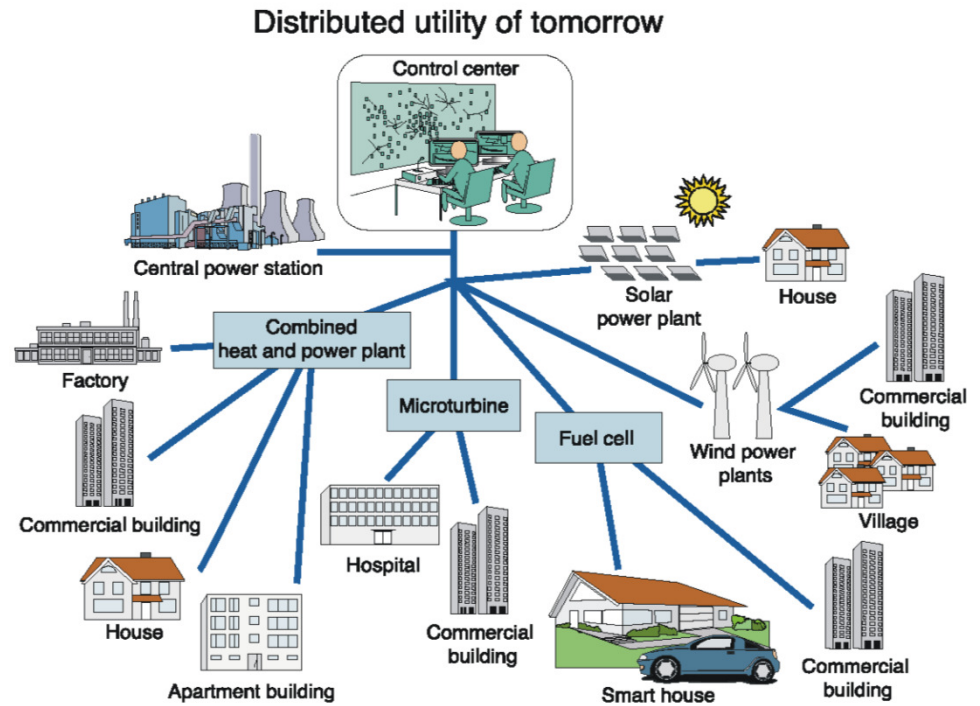 Distributed utility of tomorrow
Control center
Central power station
Solar
power plant
House
Combined
heat and power plant
Factory
Microturbine
Fuel cell
Wind power
plants
Commercial
building
Village
Commercial building
Hospital
House
Apartment building
Commercial
building
Smart house
Commercial
building